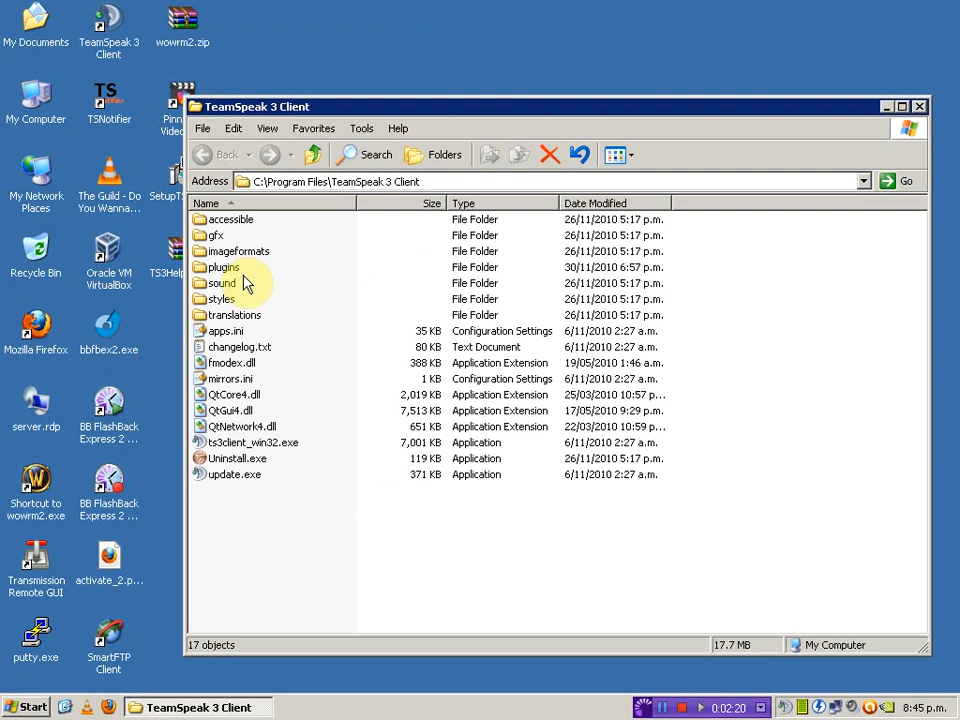 My Documents
TeamSpeak 3
Client
wowrm2.zip
My Computer
TS
TSNotifier
Pinn
Video
My Network
Places
The Guild - Do
You Wanna...
SetupT
Recycle Bin
Oracle VM
VirtualBox
TS3Help
Mozilla Firefox
bbfbex2.exe
server.rdp
BB FlashBack
Express 2 ...
Shortcut to
wowrm2.exe
BB FlashBack
Express 2 ...
Transmission
Remote GUI
activate_2.p...
putty.exe
SmartFTP
Client
TeamSpeak 3 Client
File Edit View Favorites Tools Help
Back Search Folders
Address C:\Program Files\TeamSpeak 3 Client Go
Name Size Type Date Modified
accessible File Folder 26/11/2010 5:17 p.m.
gfx File Folder 26/11/2010 5:17 p.m.
imageformats File Folder 26/11/2010 5:17 p.m.
plugins File Folder 30/11/2010 6:57 p.m.
sound File Folder 26/11/2010 5:17 p.m.
styles File Folder 26/11/2010 5:17 p.m.
translations File Folder 26/11/2010 5:17 p.m.
apps.ini 35 KB Configuration Settings 6/11/2010 2:27 a.m.
changelog.txt 80 KB Text Document 6/11/2010 2:27 a.m.
fmodex.dll 388 KB Application Extension 19/05/2010 1:46 a.m.
mirrors.ini 1 KB Configuration Settings 6/11/2010 2:27 a.m.
QtCore4.dll 2,019 KB Application Extension 25/03/2010 10:57 p...
QtGui4.dll 7,513 KB Application Extension 17/05/2010 9:29 p.m.
QtNetwork4.dll 651 KB Application Extension 22/03/2010 10:59 p...
ts3client_win32.exe 7,001 KB Application 6/11/2010 2:27 a.m.
Uninstall.exe 119 KB Application 26/11/2010 5:17 p.m.
update.exe 371 KB Application 6/11/2010 2:27 a.m.
17 objects 17.7 MB My Computer
Start TeamSpeak 3 Client 0:02:20 8:45 p.m.